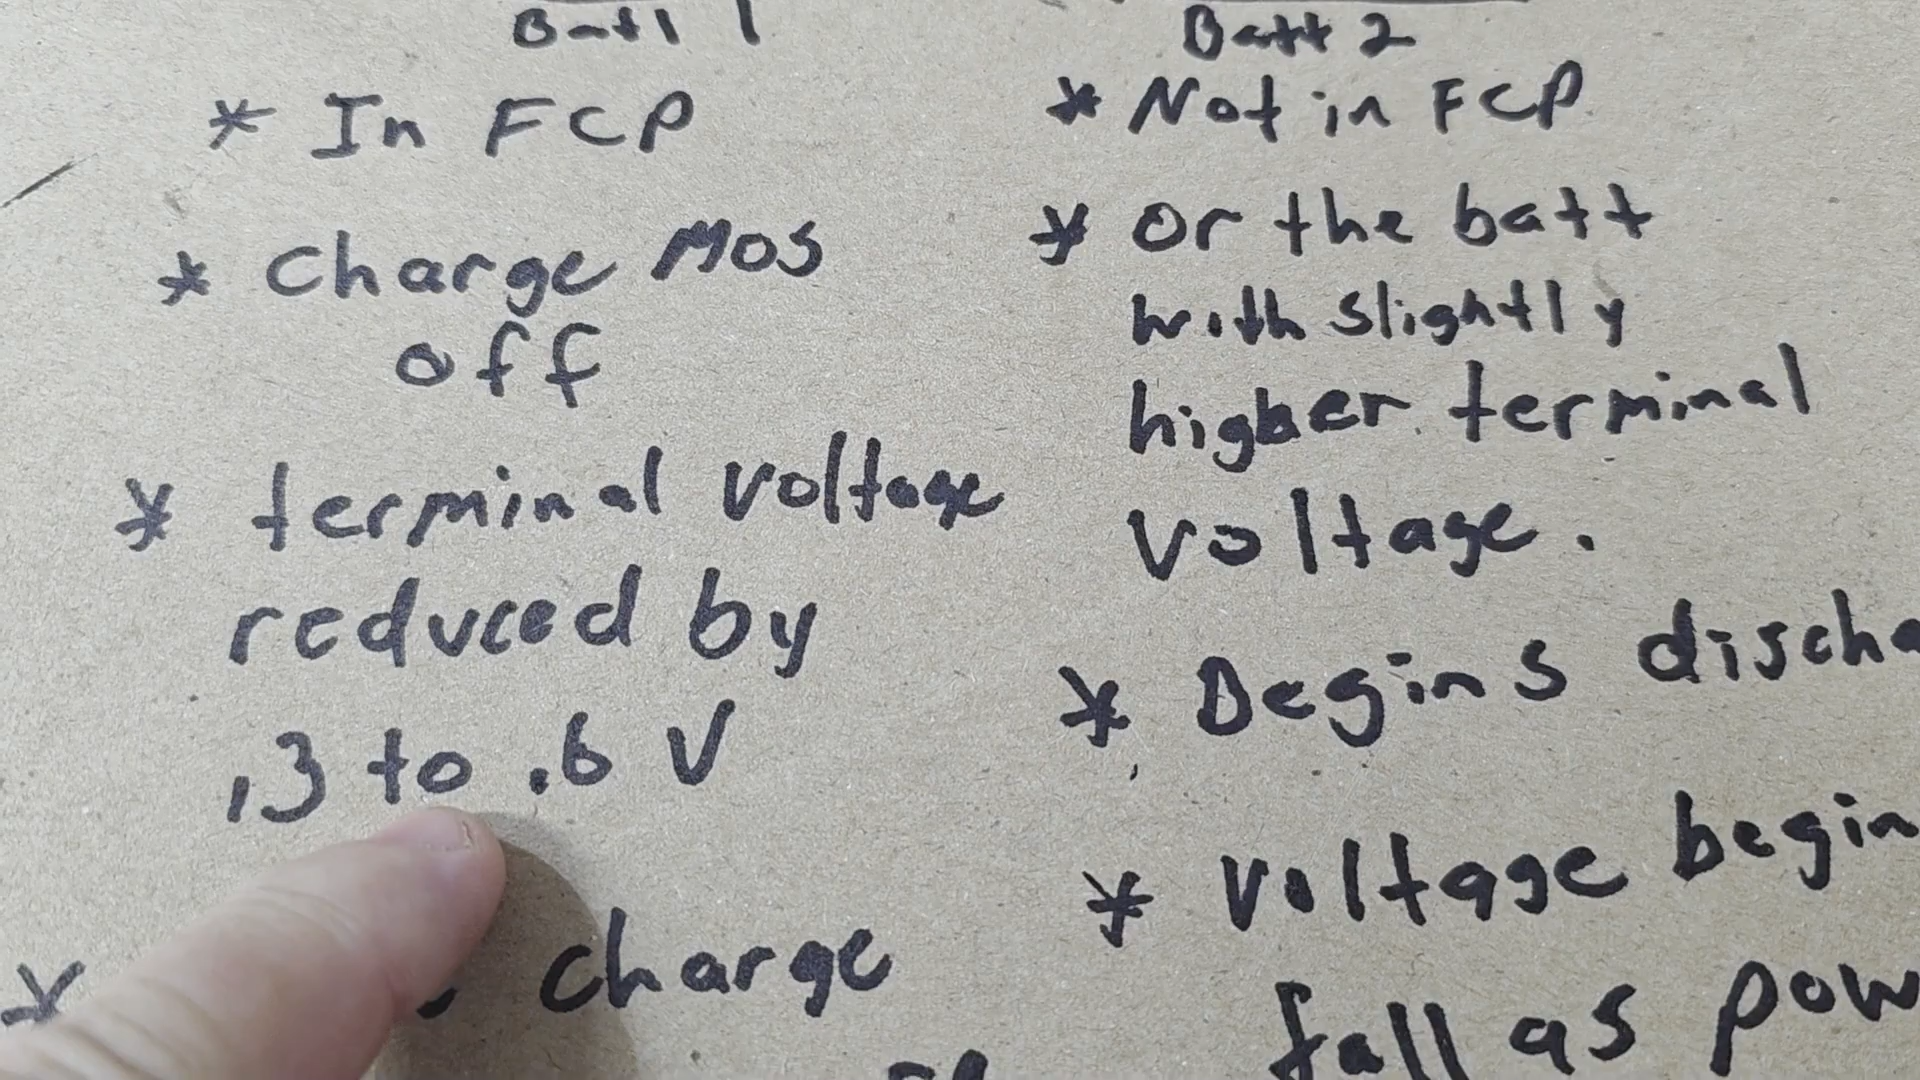 Batt 1
* In FCP
* Charge MOS
off
* terminal voltage
reduced by
.3 to .6 V
* charge
Batt 2
* Not in FCP
* or the batt
with slightly
higher terminal
voltage.
* Begins discha
* Voltage begin
fall as pow